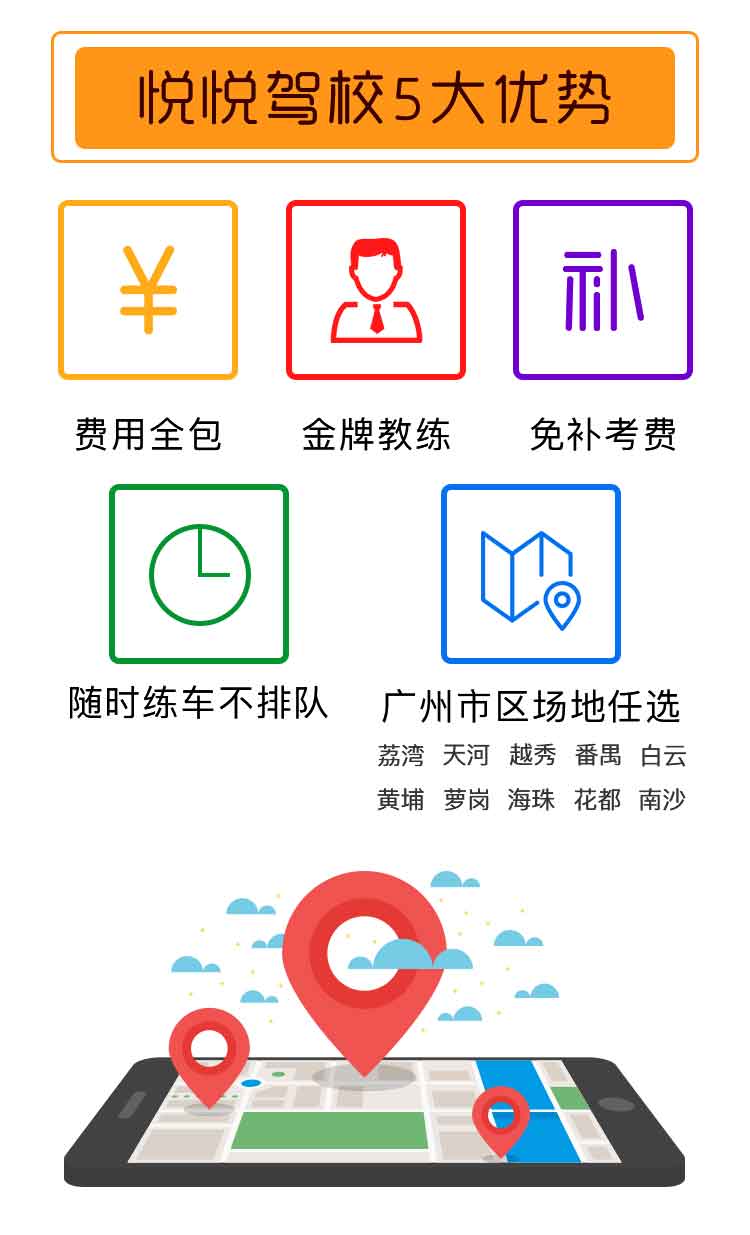 悦悦驾校5大优势
¥
补
费用全包 金牌教练 免补考费
随时练车不排队 广州市区场地任选
荔湾 天河 越秀 番禺 白云
黄埔 萝岗 海珠 花都 南沙